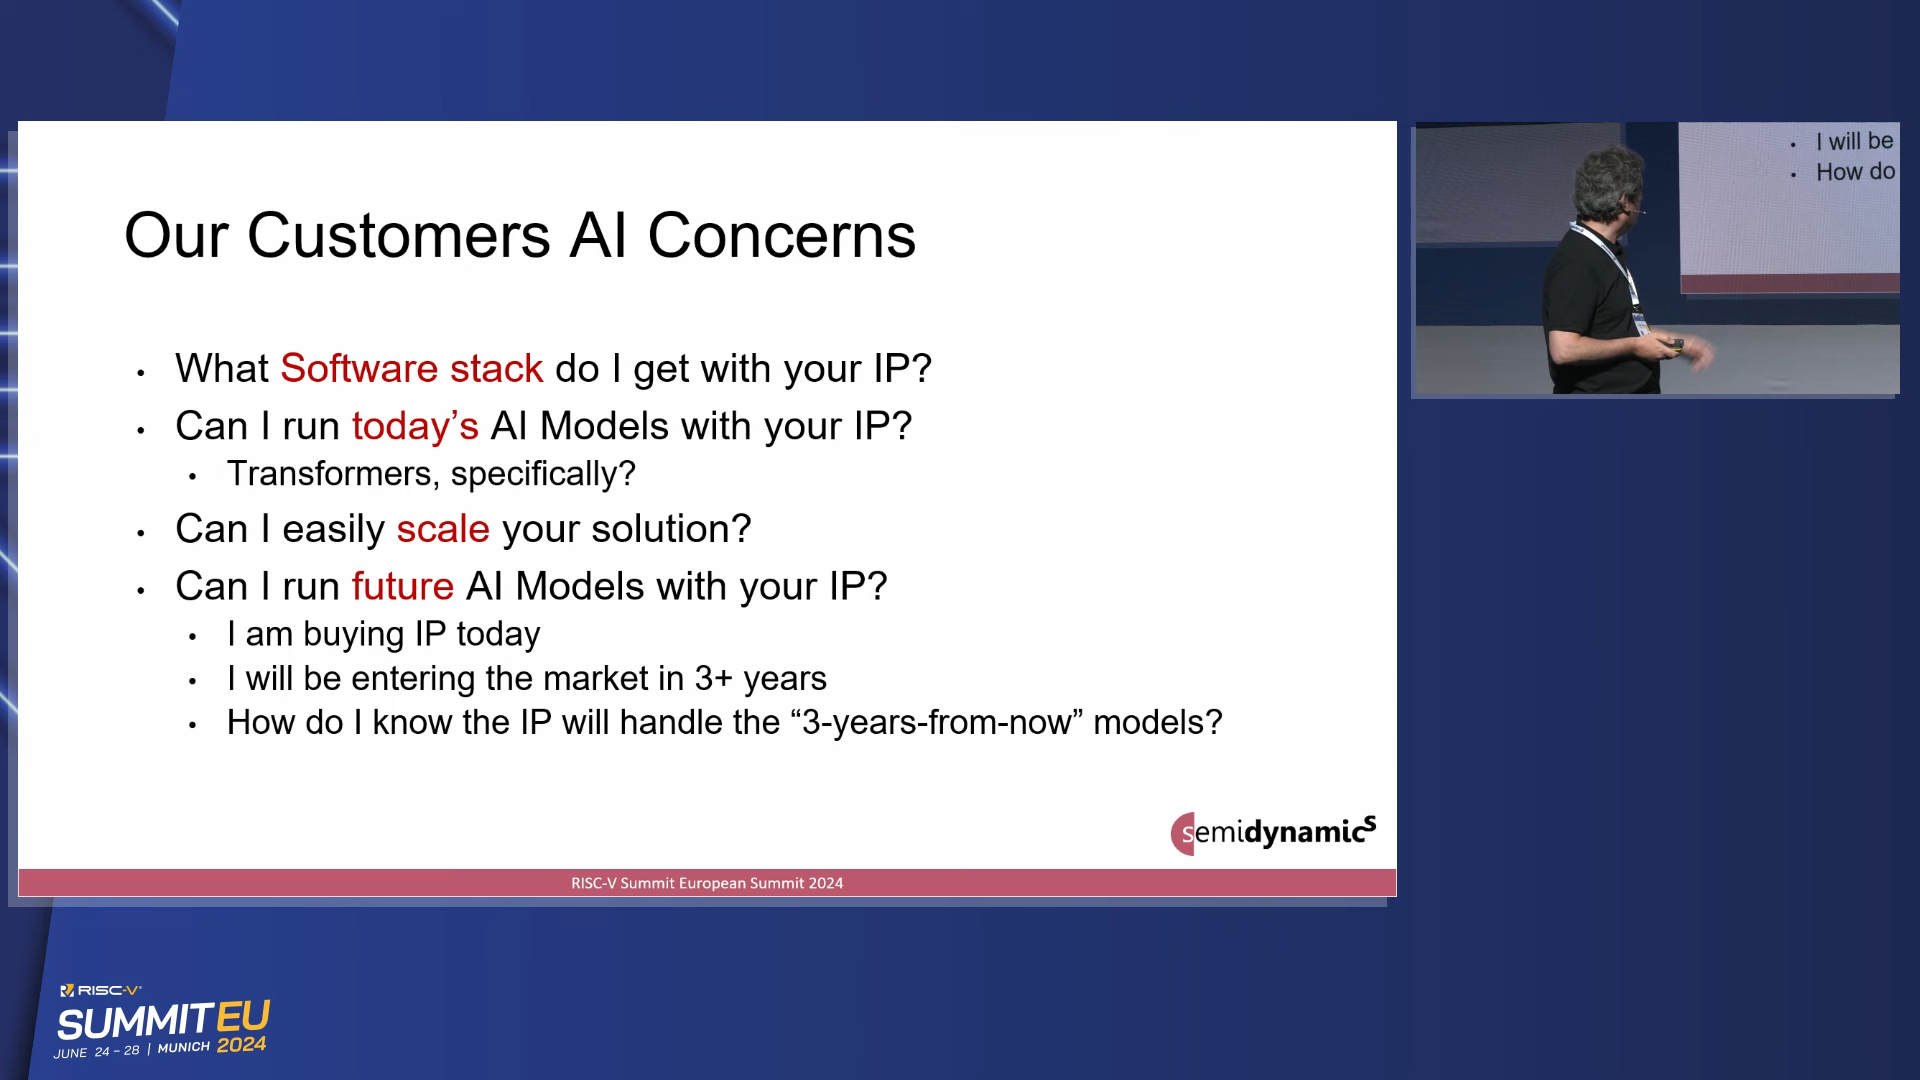 Our Customers AI Concerns
• What Software stack do I get with your IP?
• Can I run today’s AI Models with your IP?
• Transformers, specifically?
• Can I easily scale your solution?
• Can I run future AI Models with your IP?
• I am buying IP today
• I will be entering the market in 3+ years
• How do I know the IP will handle the “3-years-from-now” models?
semidynamics
RISC-V Summit European Summit 2024
• I will be
• How do
RISC-V®
SUMMIT EU
JUNE 24 – 28 | MUNICH 2024